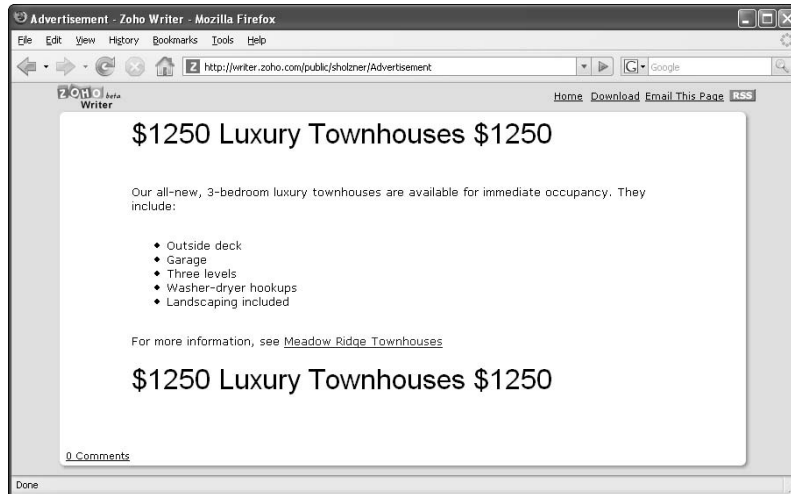 Advertisement - Zoho Writer - Mozilla Firefox
File Edit View History Bookmarks Tools Help
http://writer.zoho.com/public/sholzner/Advertisement
G Google
ZOHO beta
Writer
Home Download Email This Page RSS
$1250 Luxury Townhouses $1250
Our all-new, 3-bedroom luxury townhouses are available for immediate occupancy. They
include:
Outside deck
Garage
Three levels
Washer-dryer hookups
Landscaping included
For more information, see Meadow Ridge Townhouses
$1250 Luxury Townhouses $1250
0 Comments
Done